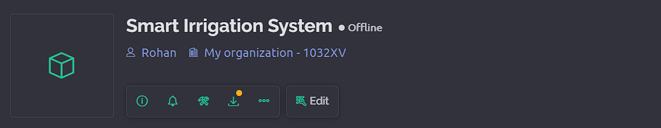 Smart Irrigation System Offline
Rohan My organization - 1032XV
Edit